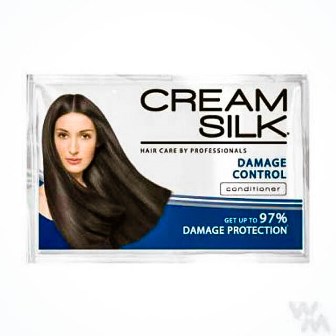 CREAM
SILK
HAIR CARE BY PROFESSIONALS
DAMAGE
CONTROL
conditioner
GET UP TO 97%
DAMAGE PROTECTION